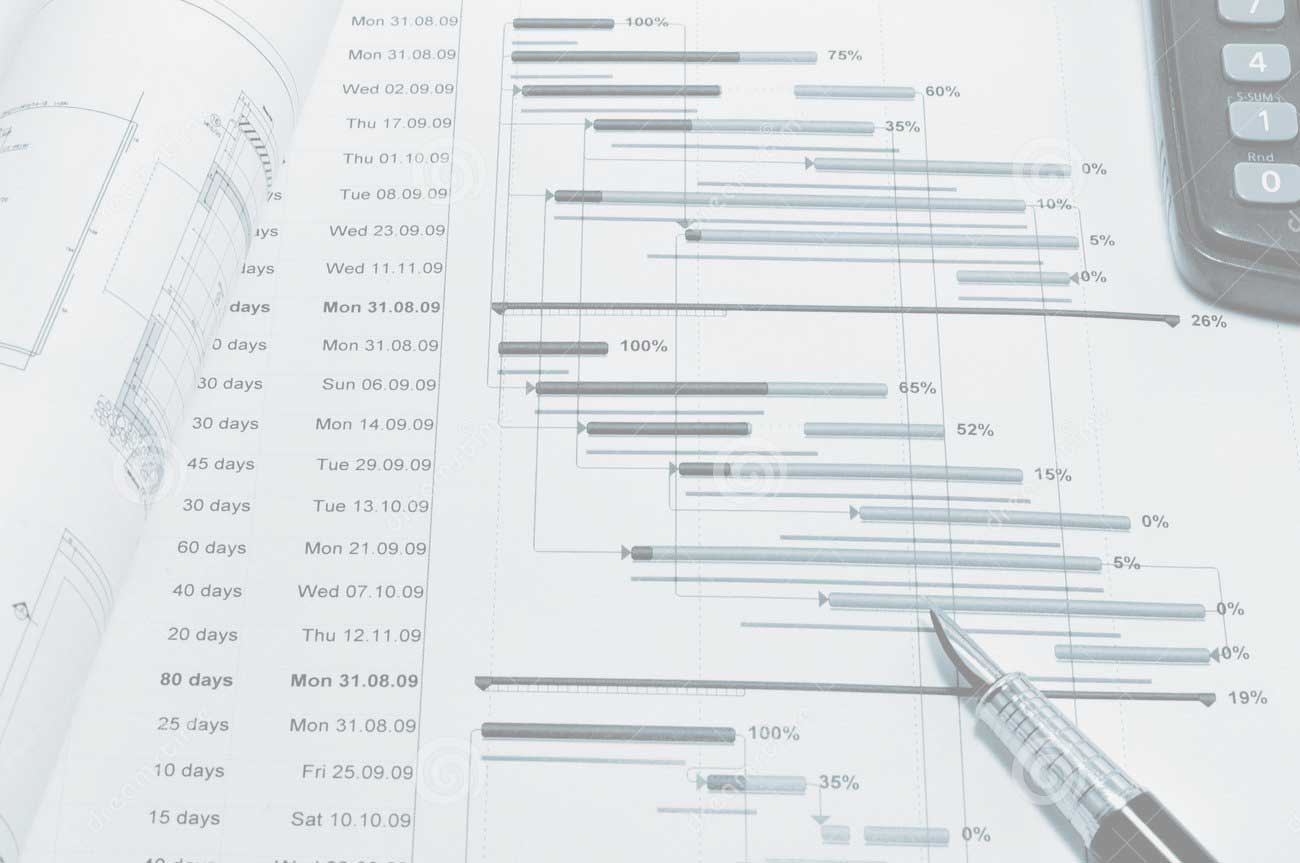 Mon 31.08.09 100%
Mon 31.08.09 75%
Wed 02.09.09 60%
Thu 17.09.09 35%
Thu 01.10.09 0%
Tue 08.09.09 10%
Wed 23.09.09 5%
Wed 11.11.09 0%
days Mon 31.08.09 26%
0 days Mon 31.08.09 100%
30 days Sun 06.09.09 65%
30 days Mon 14.09.09 52%
45 days Tue 29.09.09 15%
30 days Tue 13.10.09 0%
60 days Mon 21.09.09 5%
40 days Wed 07.10.09 0%
20 days Thu 12.11.09 0%
80 days Mon 31.08.09 19%
25 days Mon 31.08.09 100%
10 days Fri 25.09.09 35%
15 days Sat 10.10.09 0%
7
4
S-SUM
1
Rnd
0
dreamstime